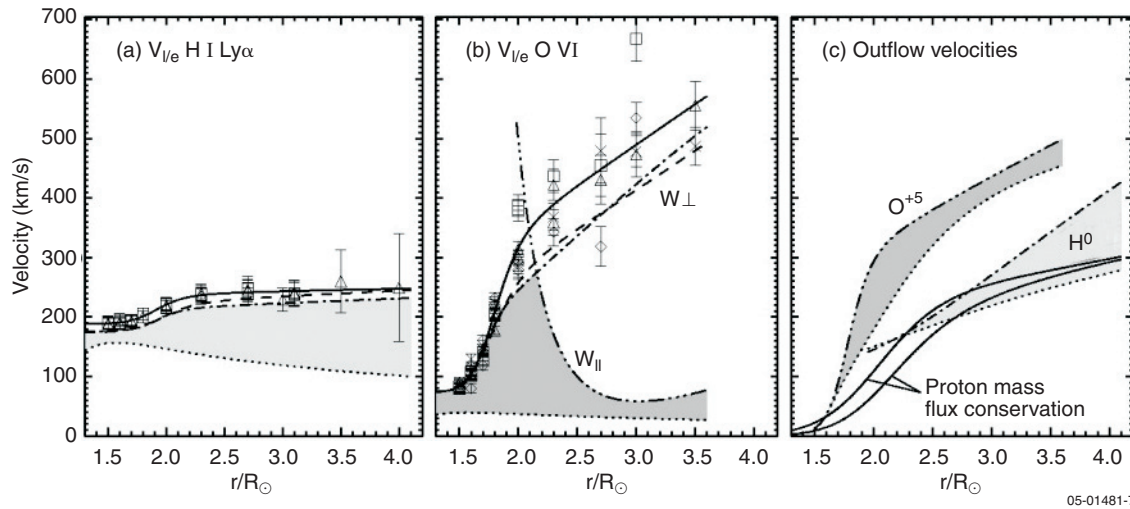 (a) V1/e H I Lyα
(b) V1/e O VI
(c) Outflow velocities
Velocity (km/s)
700
600
500
400
300
200
100
0
W⊥
W||
O+5
H0
Proton mass
flux conservation
1.5 2.0 2.5 3.0 3.5 4.0
1.5 2.0 2.5 3.0 3.5 4.0
1.5 2.0 2.5 3.0 3.5 4.0
r/R⊙
r/R⊙
r/R⊙